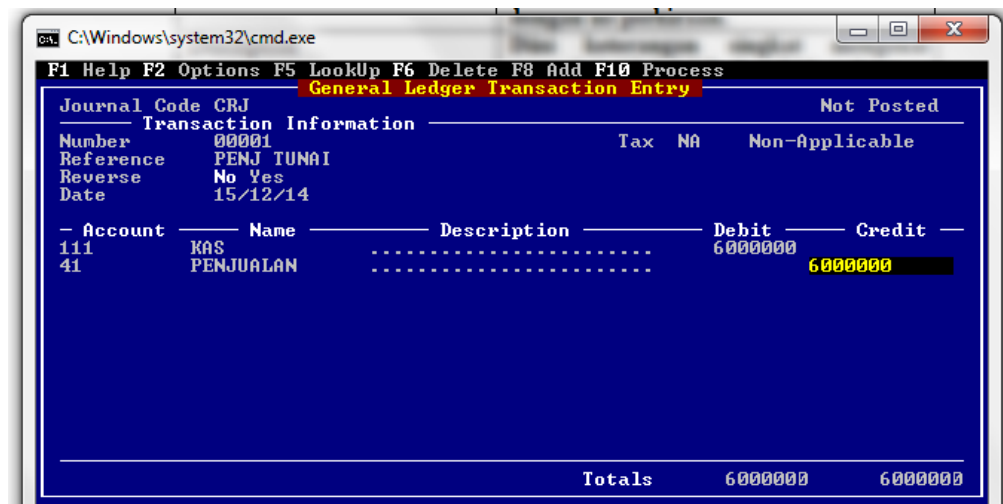 C:\Windows\system32\cmd.exe
F1 Help F2 Options F5 LookUp F6 Delete F8 Add F10 Process
General Ledger Transaction Entry
Journal Code CRJ Not Posted
Transaction Information
Number 00001 Tax NA Non-Applicable
Reference PENJ TUNAI
Reverse No Yes
Date 15/12/14
Account Name Description Debit Credit
111 KAS ........................ 6000000
41 PENJUALAN ........................ 6000000
Totals 6000000 6000000